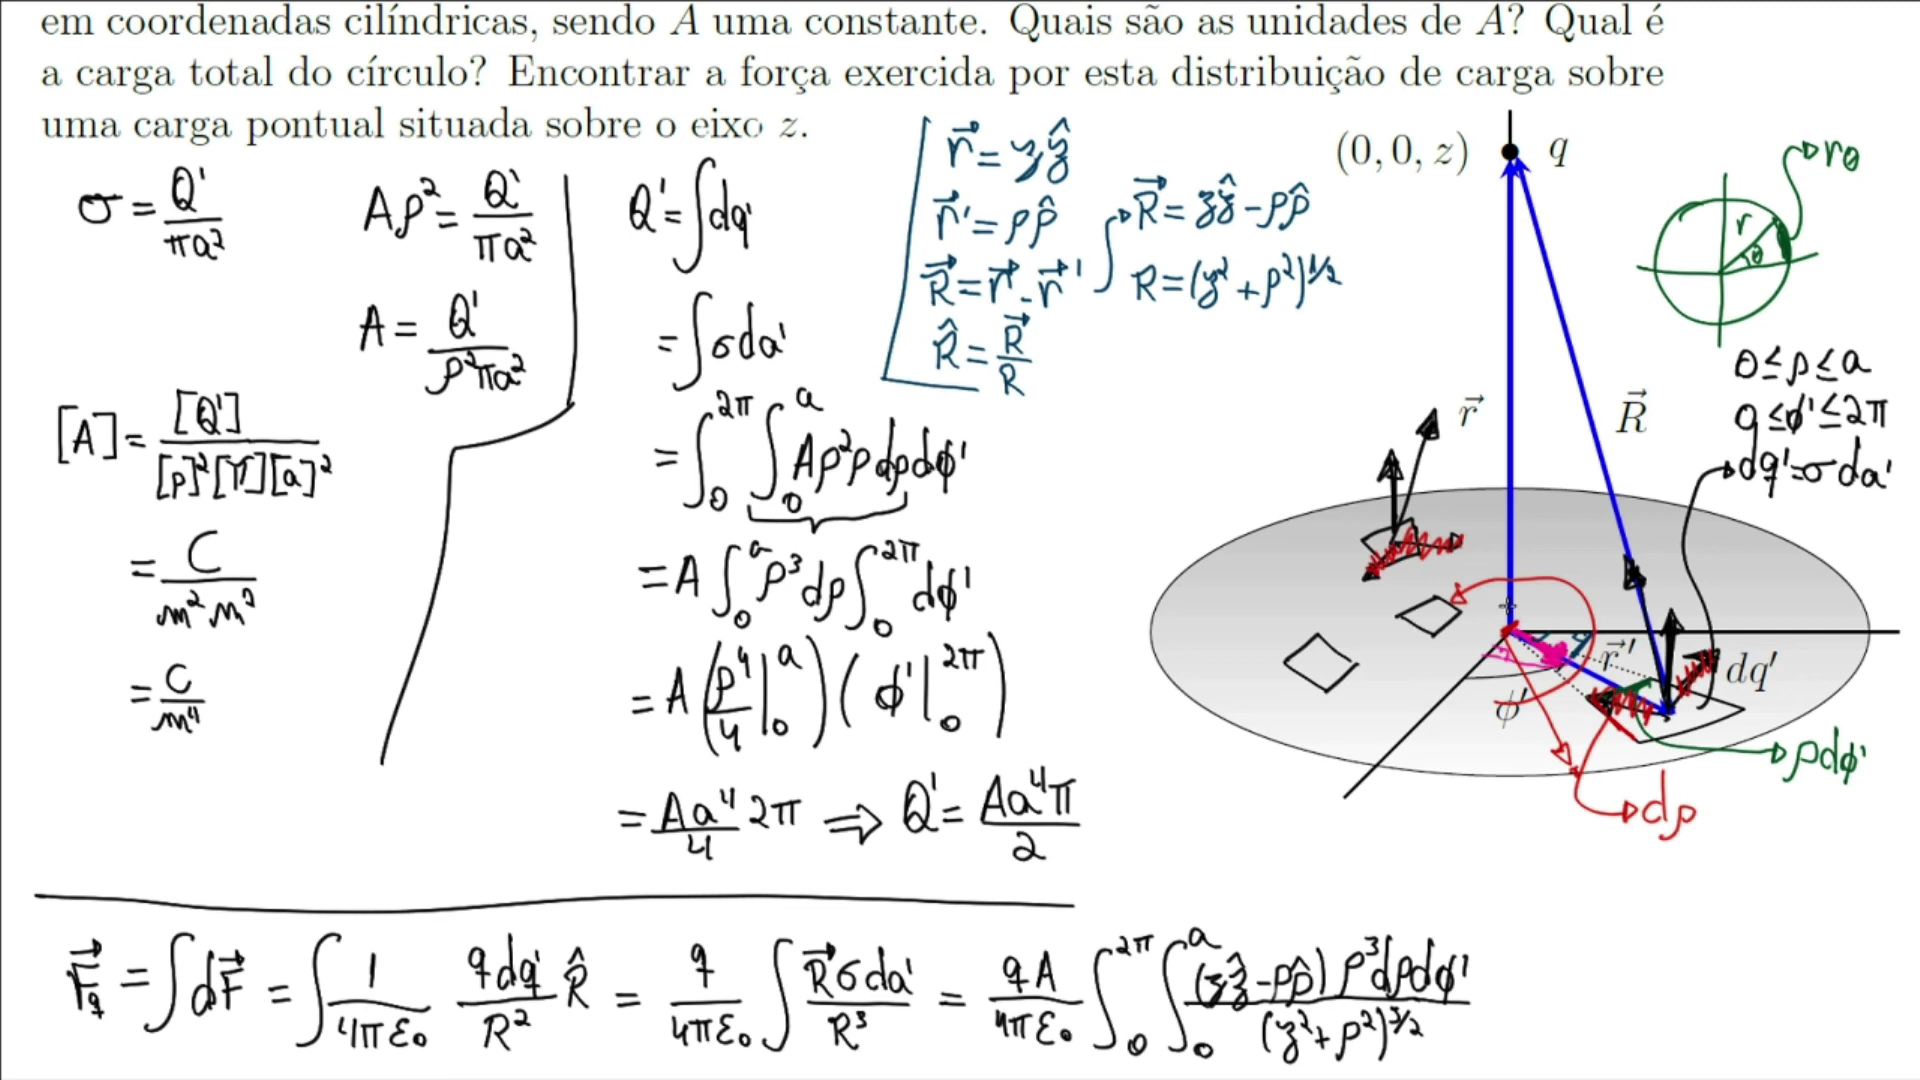 em coordenadas cilíndricas, sendo A uma constante. Quais são as unidades de A? Qual é
a carga total do círculo? Encontrar a força exercida por esta distribuição de carga sobre
uma carga pontual situada sobre o eixo z.
σ = Q'/πa²
Aρ² = Q'/πa²
A = Q'/ρ²πa²
[A] = [Q']/[ρ]²[π][a]²
= C/m² m²
= C/m⁴
Q' = ∫dq'
= ∫σda'
= ∫₀^2π ∫₀^a Aρ²ρdρdϕ'
= A ∫₀^a ρ³dρ ∫₀^2π dϕ'
= A (ρ⁴/4 |₀^a) (ϕ' |₀^2π)
= Aa⁴/4 2π ⇒ Q' = Aa⁴π/2
r⃗ = zẑ
r⃗' = ρρ̂
R⃗ = r⃗ - r⃗'
R̂ = R⃗/R
R⃗ = zẑ - ρρ̂
R = (z² + ρ²)^1/2
(0, 0, z) q
rθ
r
θ
0 ≤ ρ ≤ a
0 ≤ ϕ' ≤ 2π
dq' = σda'
r⃗
R⃗
r⃗'
dq'
ϕ'
ρdϕ'
dρ
F⃗q = ∫dF⃗ = ∫ 1/4πε₀ qdq'/R² R̂ = q/4πε₀ ∫ R⃗σda'/R³ = qA/4πε₀ ∫₀^2π ∫₀^a (zẑ - ρρ̂) ρ³dρdϕ'/(z² + ρ²)^3/2